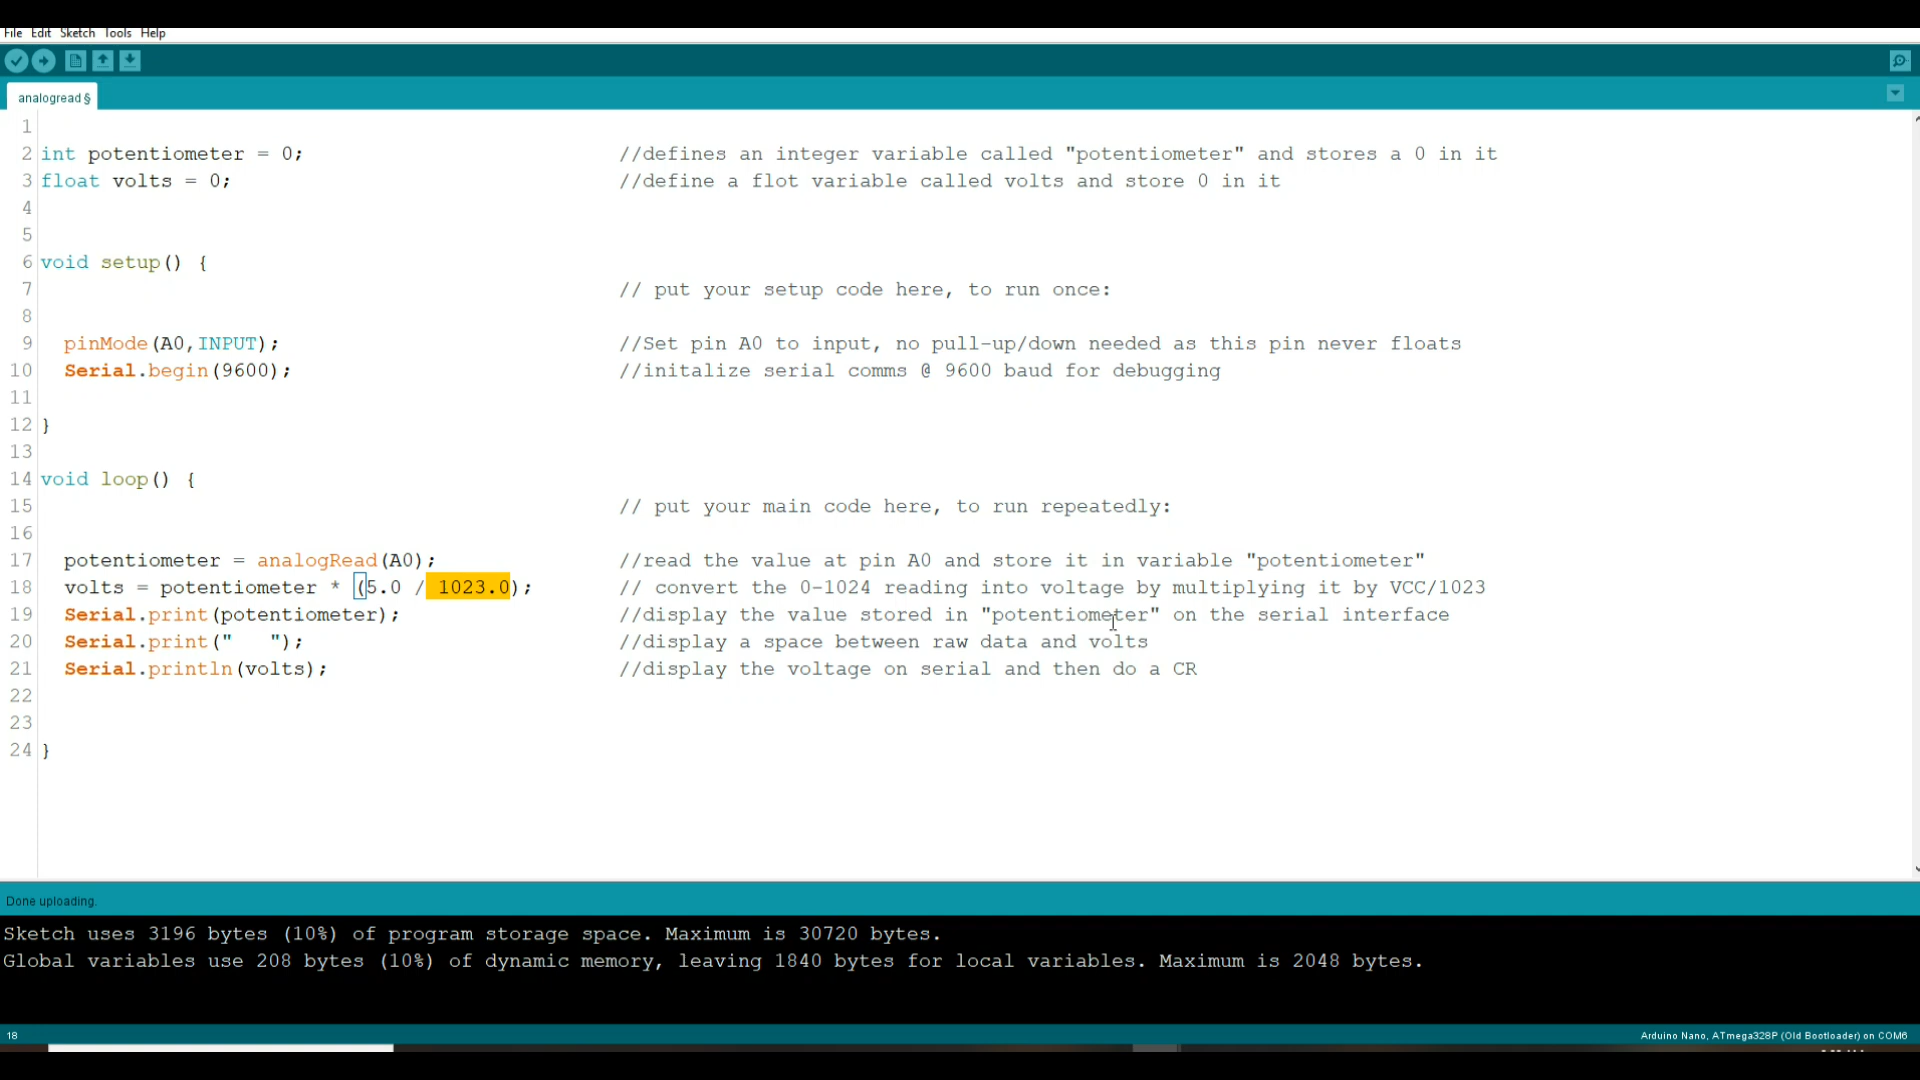 File Edit Sketch Tools Help
analogread §
1
2 int potentiometer = 0; //defines an integer variable called "potentiometer" and stores a 0 in it
3 float volts = 0; //define a flot variable called volts and store 0 in it
4
5
6 void setup() {
7 // put your setup code here, to run once:
8
9 pinMode(A0,INPUT); //Set pin A0 to input, no pull-up/down needed as this pin never floats
10 Serial.begin(9600); //initalize serial comms @ 9600 baud for debugging
11
12 }
13
14 void loop() {
15 // put your main code here, to run repeatedly:
16
17 potentiometer = analogRead(A0); //read the value at pin A0 and store it in variable "potentiometer"
18 volts = potentiometer * (5.0 / 1023.0); // convert the 0-1024 reading into voltage by multiplying it by VCC/1023
19 Serial.print(potentiometer); //display the value stored in "potentiometer" on the serial interface
20 Serial.print("   "); //display a space between raw data and volts
21 Serial.println(volts); //display the voltage on serial and then do a CR
22
23
24 }
Done uploading.
Sketch uses 3196 bytes (10%) of program storage space. Maximum is 30720 bytes.
Global variables use 208 bytes (10%) of dynamic memory, leaving 1840 bytes for local variables. Maximum is 2048 bytes.
18
Arduino Nano, ATmega328P (Old Bootloader) on COM6